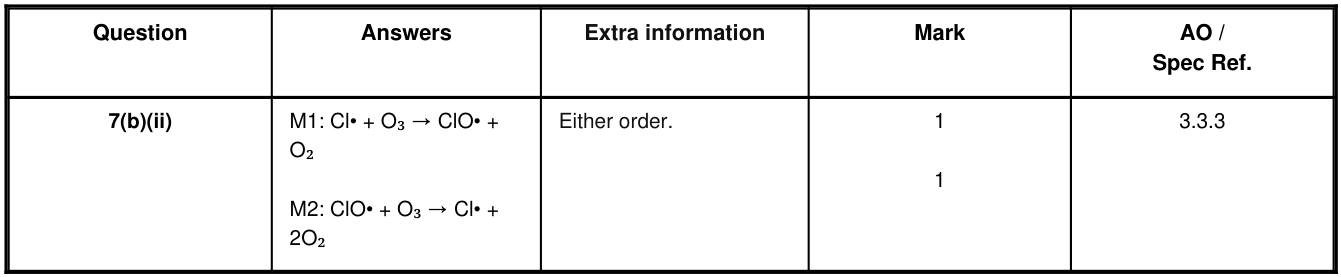 Question Answers Extra information Mark AO /
Spec Ref.
7(b)(ii) M1: Cl• + O₃ → ClO• + Either order. 1 3.3.3
O₂
1
M2: ClO• + O₃ → Cl• +
2O₂